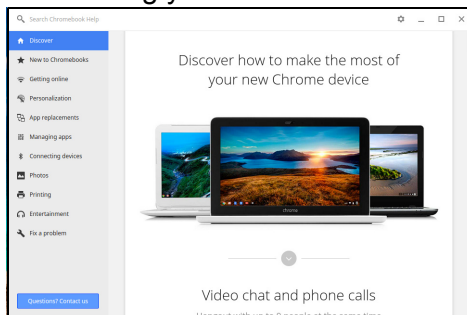 Search Chromebook Help
Discover
New to Chromebooks
Getting online
Personalization
App replacements
Managing apps
Connecting devices
Photos
Printing
Entertainment
Fix a problem
Questions? Contact us
Discover how to make the most of
your new Chrome device
chrome
Video chat and phone calls